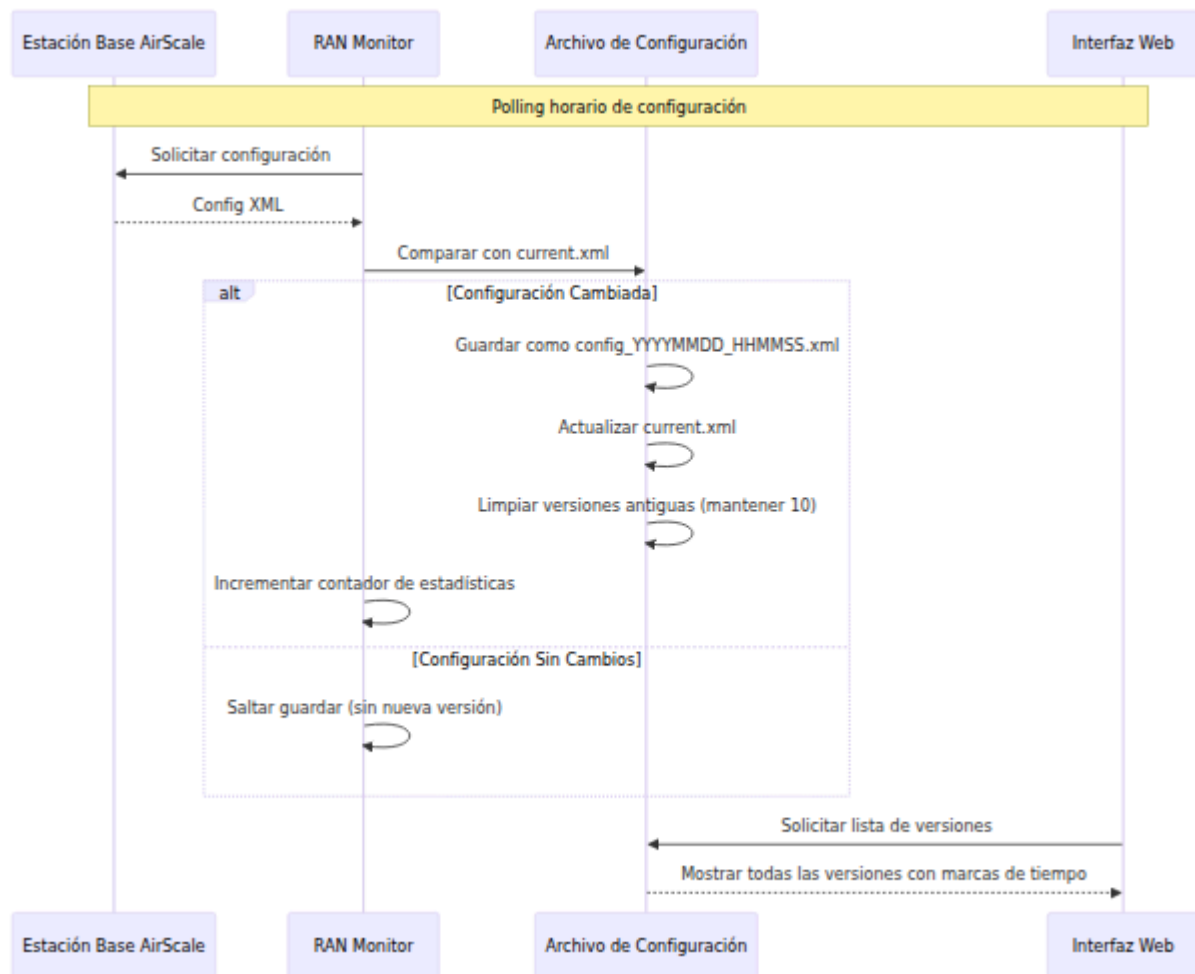 Estación Base AirScale
RAN Monitor
Archivo de Configuración
Interfaz Web
Polling horario de configuración
Solicitar configuración
Config XML
Comparar con current.xml
alt
[Configuración Cambiada]
Guardar como config_YYYYMMDD_HHMMSS.xml
Actualizar current.xml
Limpiar versiones antiguas (mantener 10)
Incrementar contador de estadísticas
[Configuración Sin Cambios]
Saltar guardar (sin nueva versión)
Solicitar lista de versiones
Mostrar todas las versiones con marcas de tiempo
Estación Base AirScale
RAN Monitor
Archivo de Configuración
Interfaz Web